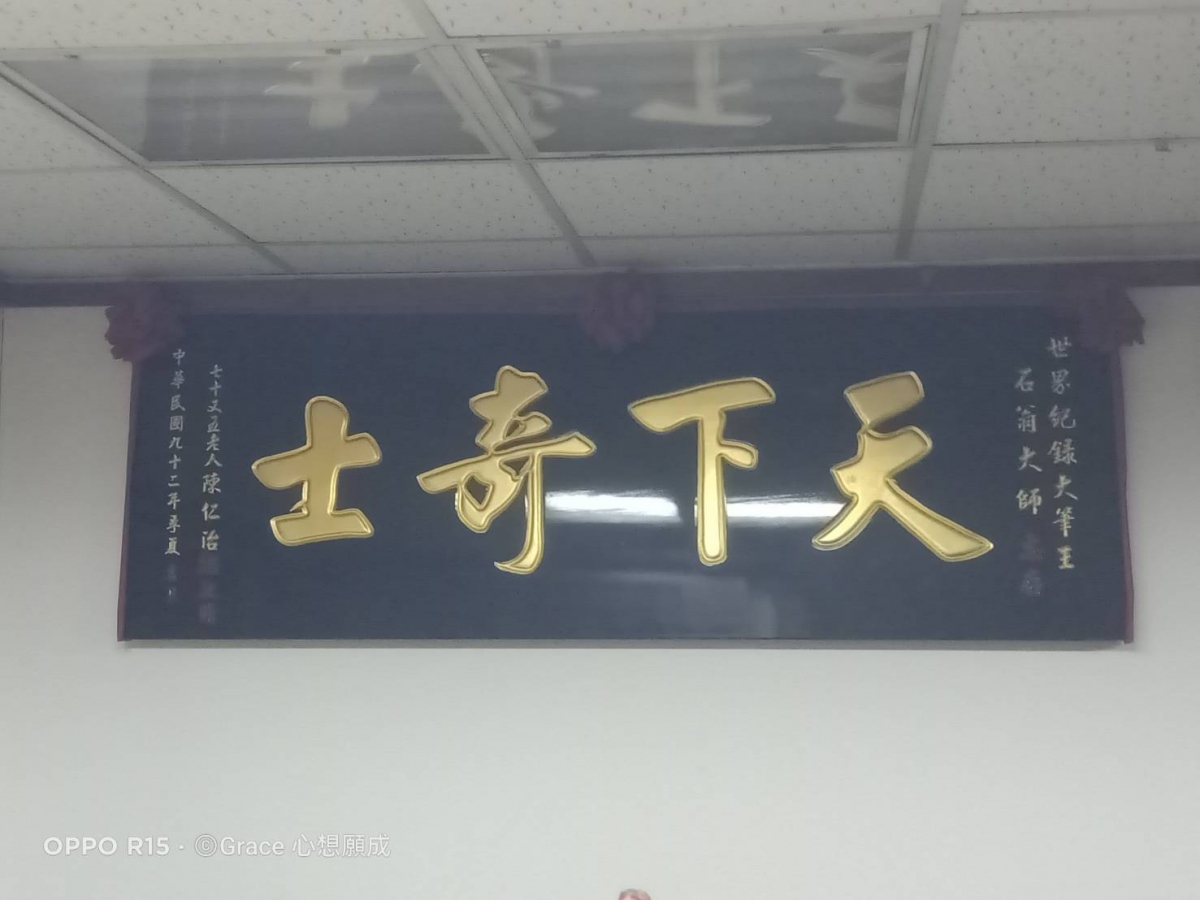 世界紀錄大筆王
石翁大師
天下奇士
七十又五老人陳仁治
中華民國九十二年季夏
OPPO R15 · ©Grace 心想願成